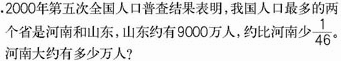 .2000年第五次全国人口普查结果表明,我国人口最多的两
个省是河南和山东,山东约有9000万人,约比河南少1/46。
河南大约有多少万人?